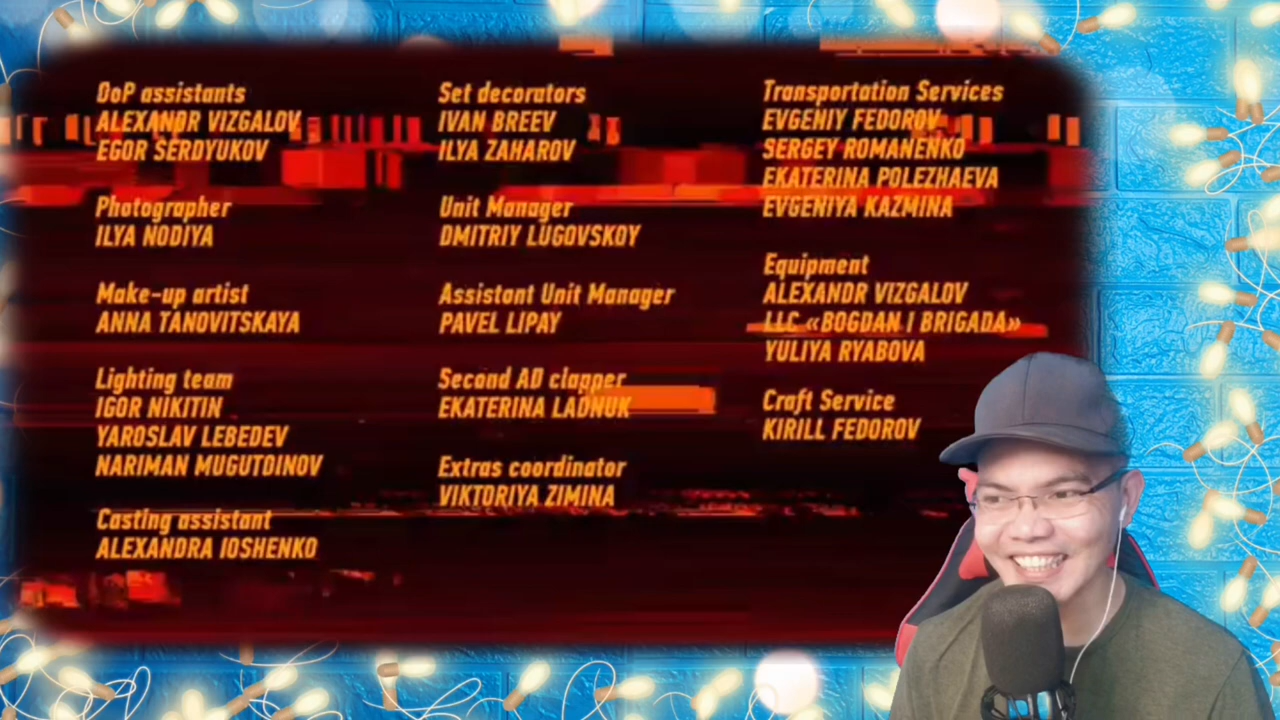 DoP assistants
ALEXANDR VIZGALOV
EGOR SERDYUKOV
Photographer
ILYA NODIYA
Make-up artist
ANNA TANOVITSKAYA
Lighting team
IGOR NIKITIN
YAROSLAV LEBEDEV
NARIMAN MUGUTDINOV
Casting assistant
ALEXANDRA IOSHENKO
Set decorators
IVAN BREEV
ILYA ZAHAROV
Unit Manager
DMITRIY LUGOVSKOY
Assistant Unit Manager
PAVEL LIPAY
Second AD clapper
EKATERINA LADNUK
Extras coordinator
VIKTORIYA ZIMINA
Transportation Services
EVGENIY FEDOROV
SERGEY ROMANENKO
EKATERINA POLEZHAEVA
EVGENIYA KAZMINA
Equipment
ALEXANDR VIZGALOV
LLC «BOGDAN I BRIGADA»
YULIYA RYABOVA
Craft Service
KIRILL FEDOROV